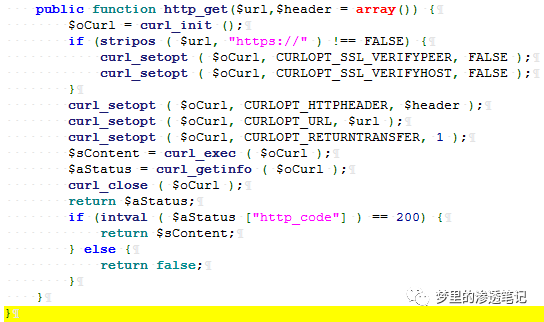 public function http_get($url,$header = array()) {
$oCurl = curl_init ();
if (stripos ( $url, "https://" ) !== FALSE) {
curl_setopt ( $oCurl, CURLOPT_SSL_VERIFYPEER, FALSE );
curl_setopt ( $oCurl, CURLOPT_SSL_VERIFYHOST, FALSE );
}
curl_setopt ( $oCurl, CURLOPT_HTTPHEADER, $header );
curl_setopt ( $oCurl, CURLOPT_URL, $url );
curl_setopt ( $oCurl, CURLOPT_RETURNTRANSFER, 1 );
$sContent = curl_exec ( $oCurl );
$aStatus = curl_getinfo ( $oCurl );
curl_close ( $oCurl );
return $aStatus;
if (intval ( $aStatus ["http_code"] ) == 200) {
return $sContent;
} else {
return false;
}
}
梦里的渗透笔记
}